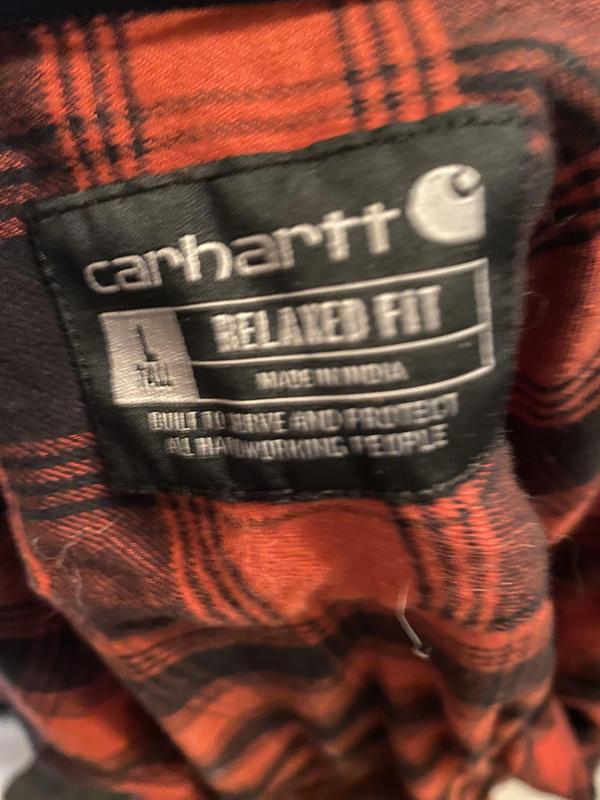 carhartt
L
TALL
RELAXED FIT
MADE IN INDIA
BUILT TO SERVE AND PROTECT
ALL HARDWORKING PEOPLE